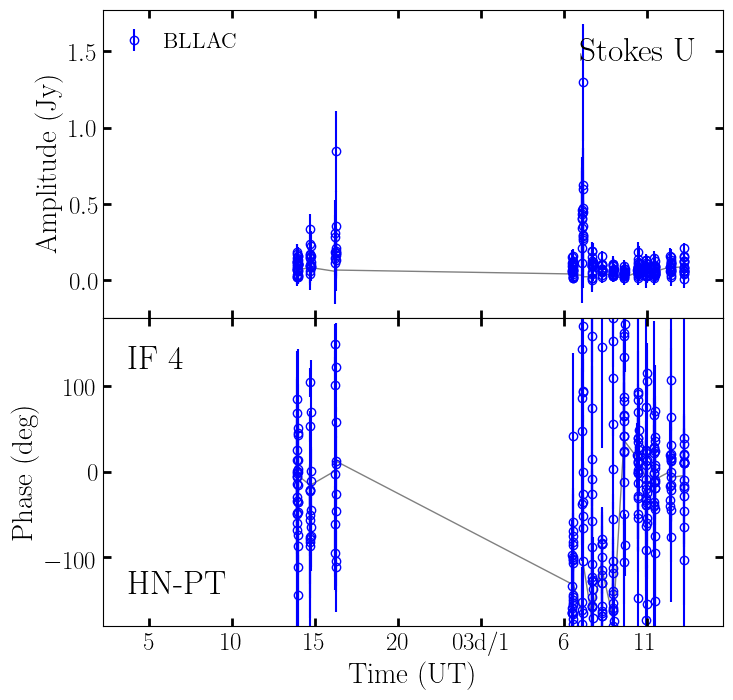 BLLAC
Stokes U
1.5
1.0
0.5
0.0
Amplitude (Jy)
IF 4
100
0
−100
Phase (deg)
HN-PT
5 10 15 20 03d/1 6 11
Time (UT)